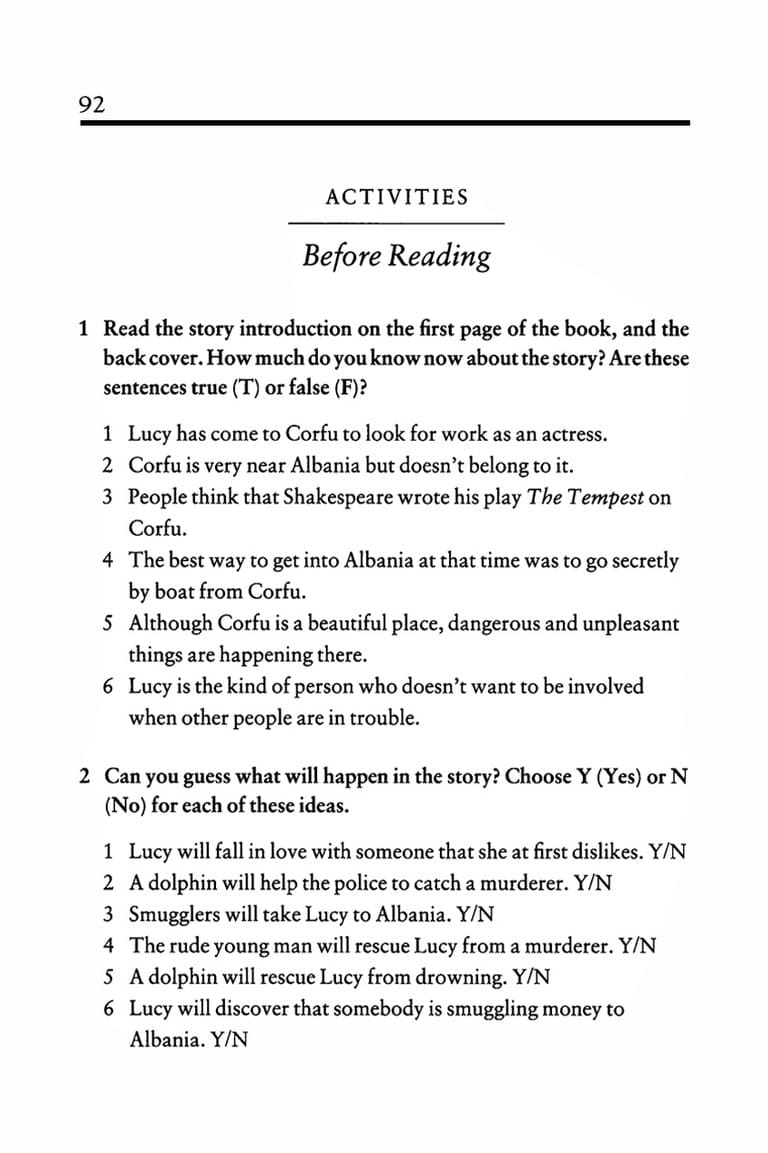 92
ACTIVITIES
Before Reading
1 Read the story introduction on the first page of the book, and the
back cover. How much do you know now about the story? Are these
sentences true (T) or false (F)?
1 Lucy has come to Corfu to look for work as an actress.
2 Corfu is very near Albania but doesn’t belong to it.
3 People think that Shakespeare wrote his play The Tempest on
Corfu.
4 The best way to get into Albania at that time was to go secretly
by boat from Corfu.
5 Although Corfu is a beautiful place, dangerous and unpleasant
things are happening there.
6 Lucy is the kind of person who doesn’t want to be involved
when other people are in trouble.
2 Can you guess what will happen in the story? Choose Y (Yes) or N
(No) for each of these ideas.
1 Lucy will fall in love with someone that she at first dislikes. Y/N
2 A dolphin will help the police to catch a murderer. Y/N
3 Smugglers will take Lucy to Albania. Y/N
4 The rude young man will rescue Lucy from a murderer. Y/N
5 A dolphin will rescue Lucy from drowning. Y/N
6 Lucy will discover that somebody is smuggling money to
Albania. Y/N